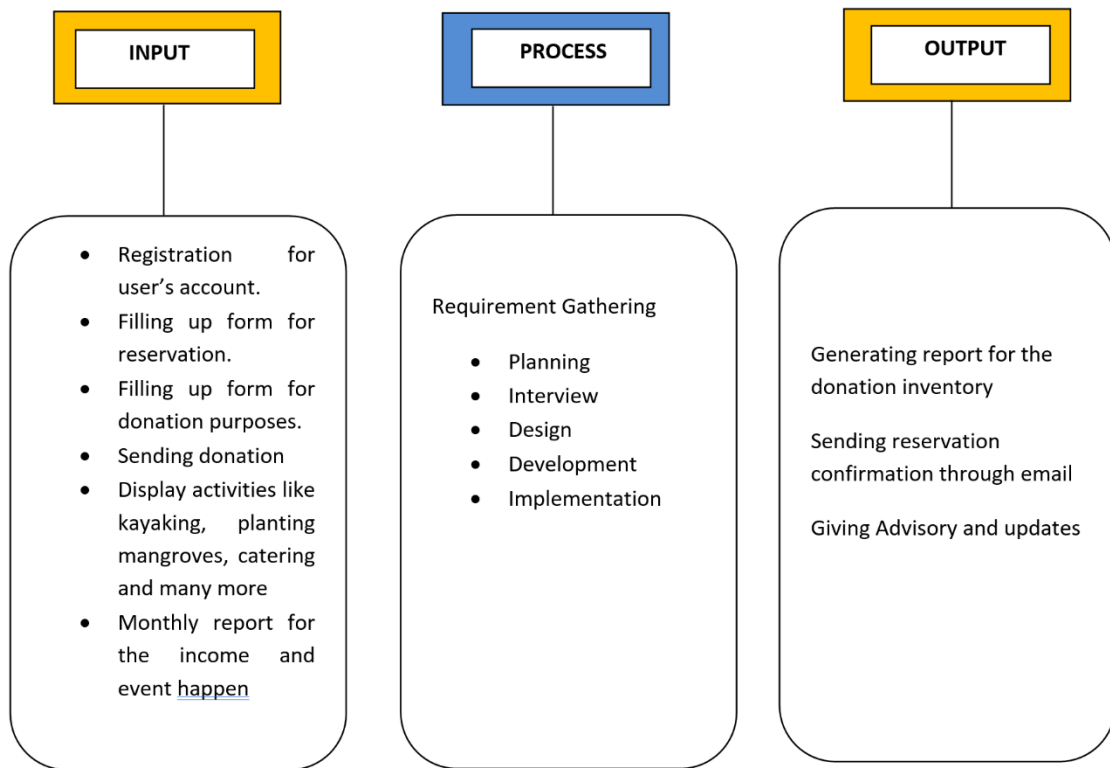 INPUT
PROCESS
OUTPUT
• Registration for
user's account.
• Filling up form for
reservation.
• Filling up form for
donation purposes.
• Sending donation
• Display activities like
kayaking, planting
mangroves, catering
and many more
• Monthly report for
the income and
event happen
Requirement Gathering
• Planning
• Interview
• Design
• Development
• Implementation
Generating report for the
donation inventory
Sending reservation
confirmation through email
Giving Advisory and updates